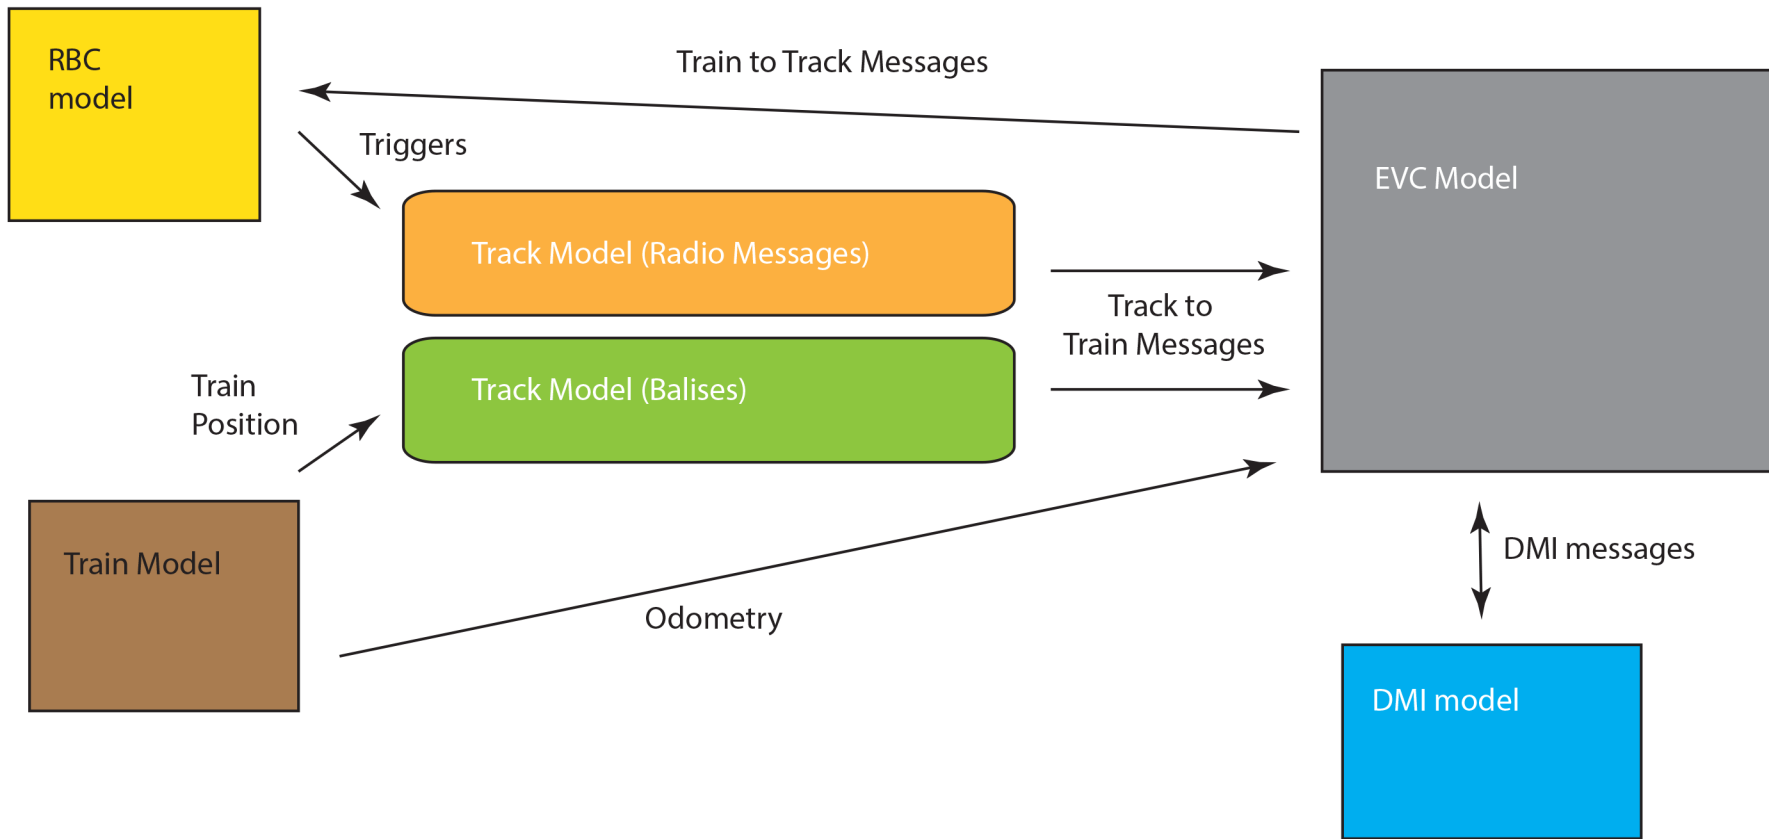 RBC
model
Train to Track Messages
Triggers
EVC Model
Track Model (Radio Messages)
Track to
Train Messages
Track Model (Balises)
Train
Position
Train Model
DMI messages
Odometry
DMI model